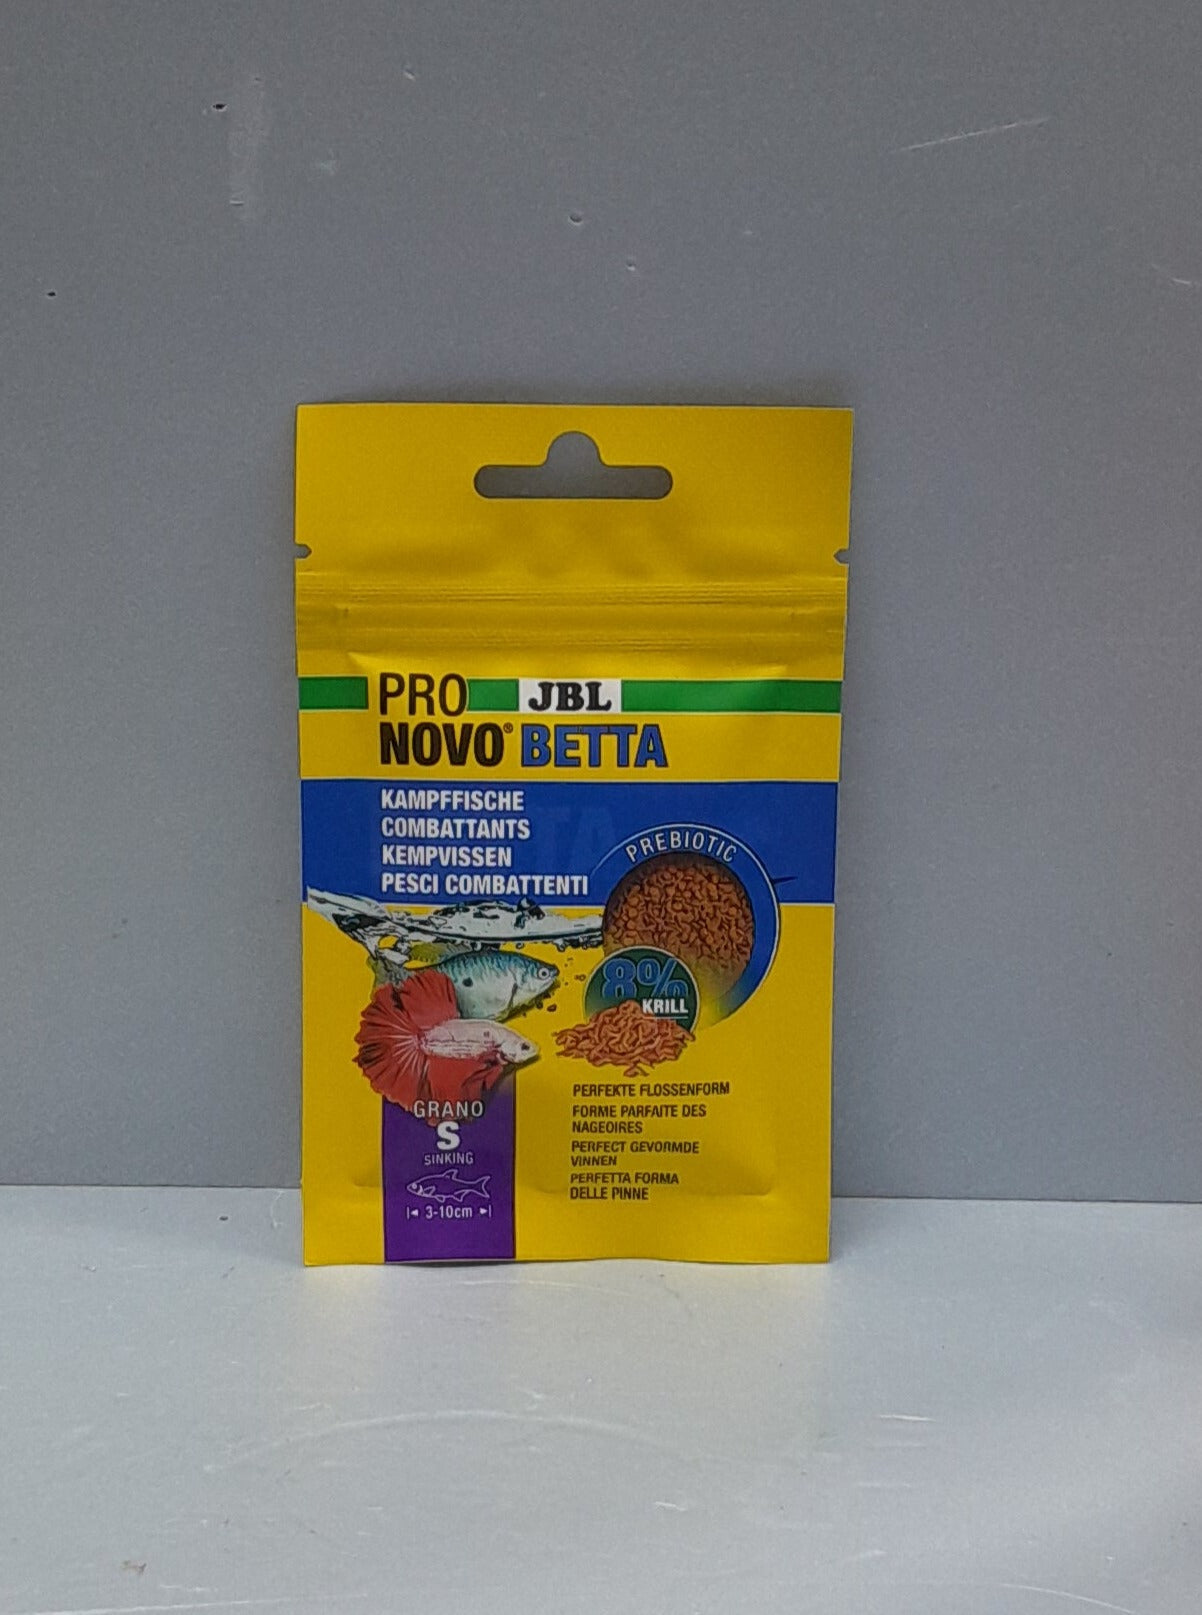 PRO JBL
NOVO® BETTA
KAMPFFISCHE
COMBATTANTS
KEMPVISSEN
PESCI COMBATTENTI
PREBIOTIC
8%
KRILL
GRANO
S
SINKING
3-10cm
PERFEKTE FLOSSENFORM
FORME PARFAITE DES
NAGEOIRES
PERFECT GEVORMDE
VINNEN
PERFETTA FORMA
DELLE PINNE